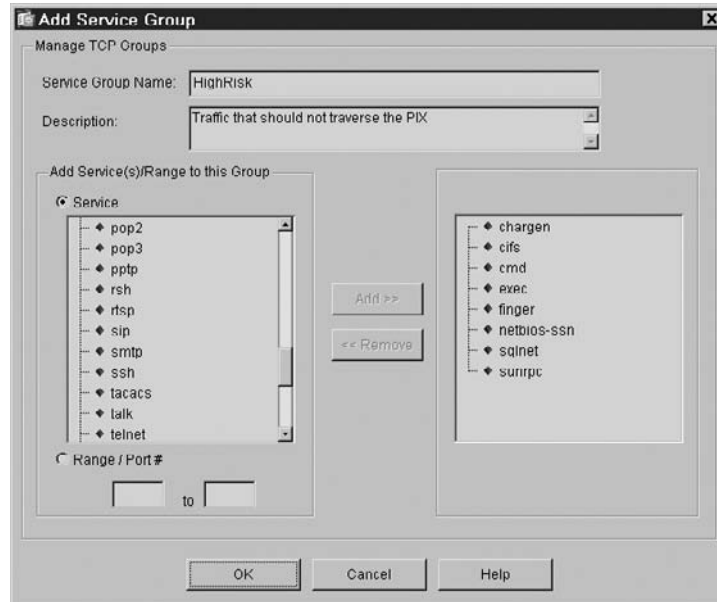 Add Service Group
Manage TCP Groups
Service Group Name: HighRisk
Description: Traffic that should not traverse the PIX
Add Service(s)/Range to this Group
Service
pop2
pop3
pptp
rsh
rtsp
sip
smtp
ssh
tacacs
talk
telnet
Range / Port #
to
Add >>
<< Remove
chargen
cifs
cmd
exec
finger
netbios-ssn
sqlnet
sunrpc
OK
Cancel
Help